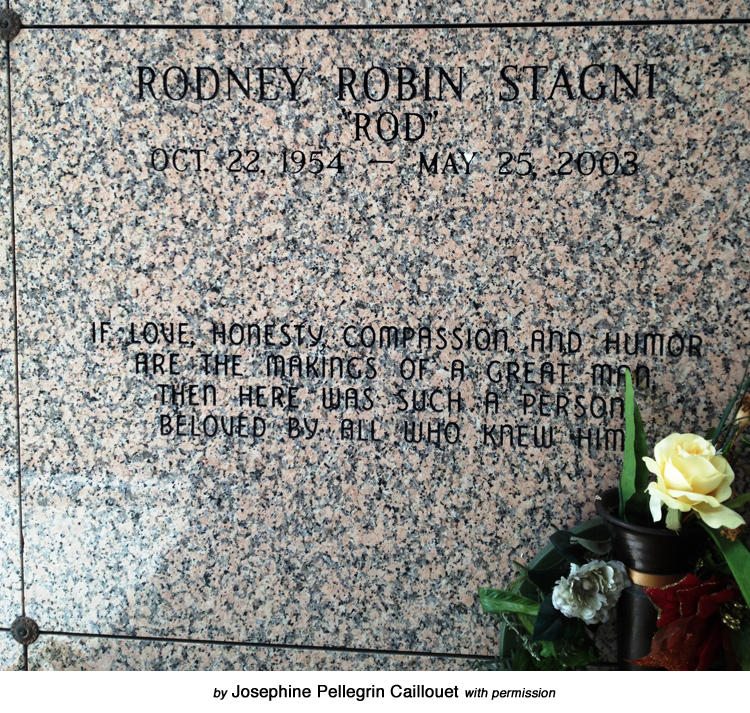 RODNEY ROBIN STAGNI
"ROD"
OCT. 22, 1954 — MAY 25, 2003
IF LOVE, HONESTY, COMPASSION, AND HUMOR
ARE THE MAKINGS OF A GREAT MAN
THEN HERE WAS SUCH A PERSON
BELOVED BY ALL WHO KNEW HIM
by Josephine Pellegrin Caillouet with permission